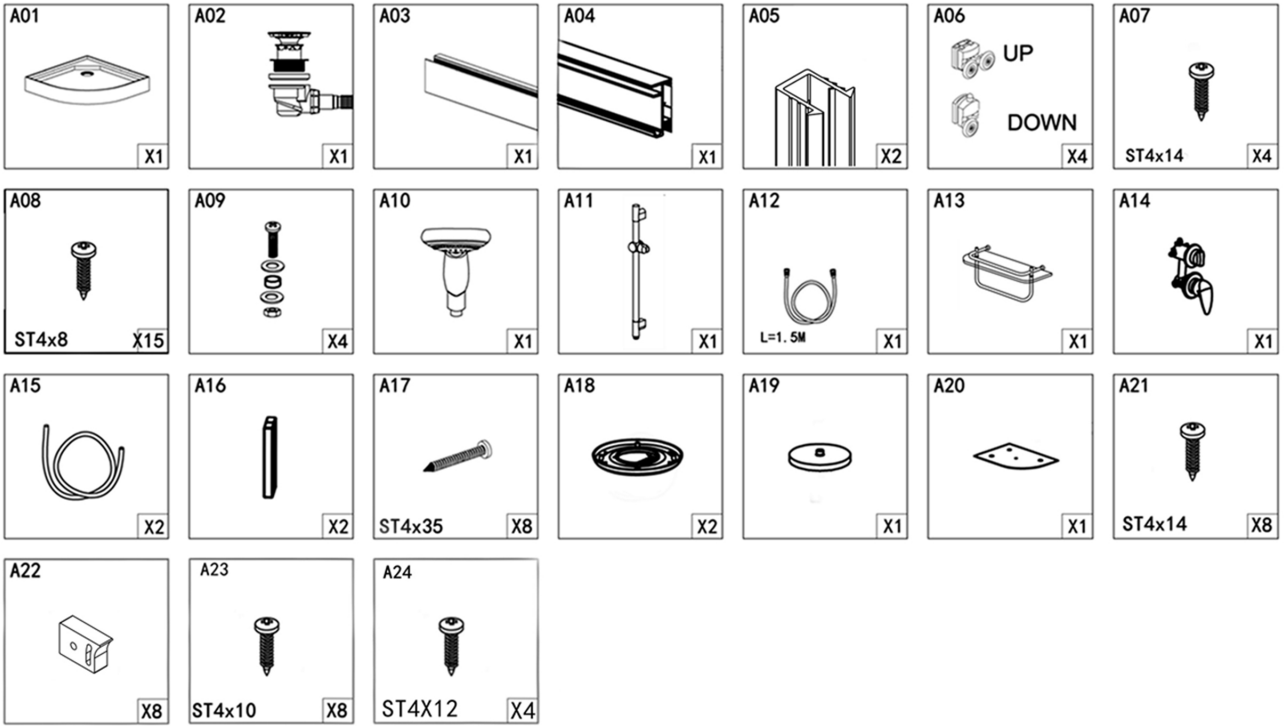 A01
X1
A02
X1
A03
X1
A04
X1
A05
X2
A06
UP
DOWN
X4
A07
ST4x14
X4
A08
ST4x8
X15
A09
X4
A10
X1
A11
X1
A12
L=1.5M
X1
A13
X1
A14
X1
A15
X2
A16
X2
A17
ST4x35
X8
A18
X2
A19
X1
A20
X1
A21
ST4x14
X8
A22
X8
A23
ST4x10
X8
A24
ST4X12
X4